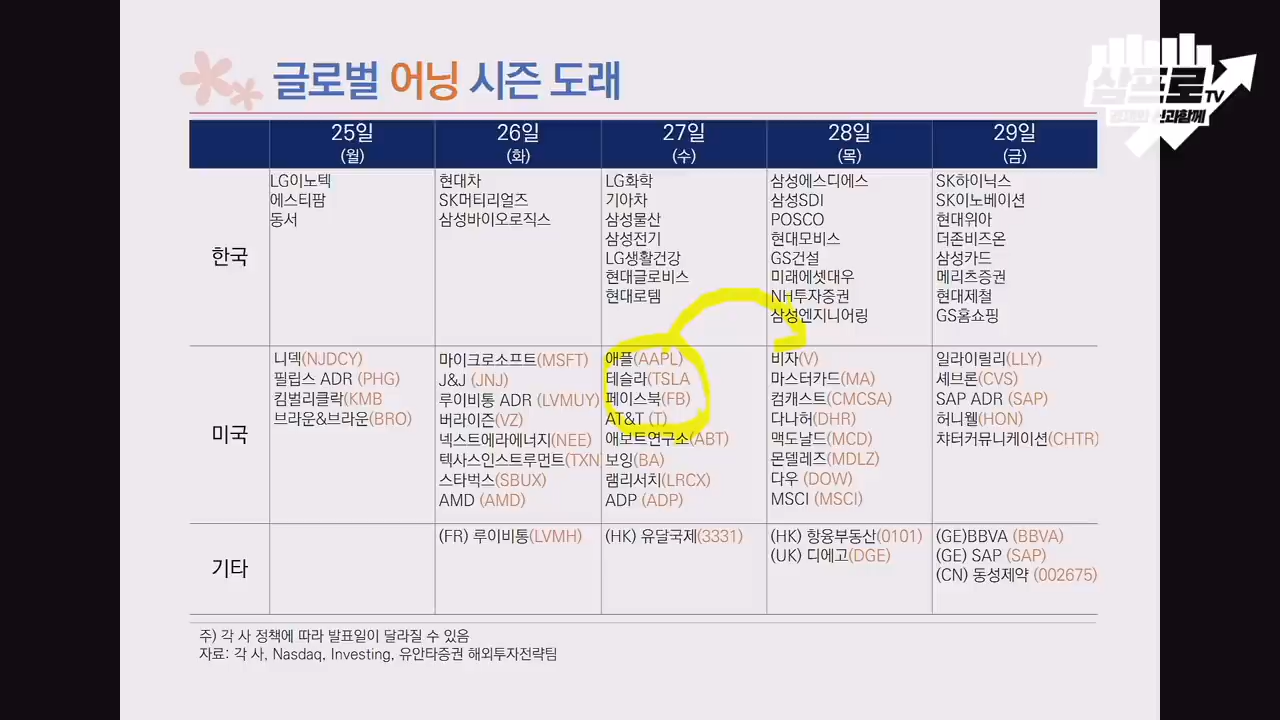 글로벌 어닝 시즌 도래
삼프로TV
경제의 신과함께
25일 26일 27일 28일 29일
(월) (화) (수) (목) (금)
한국
LG이노텍
에스티팜
동서
현대차
SK머티리얼즈
삼성바이오로직스
LG화학
기아차
삼성물산
삼성전기
LG생활건강
현대글로비스
현대로템
삼성에스디에스
삼성SDI
POSCO
현대모비스
GS건설
미래에셋대우
NH투자증권
삼성엔지니어링
SK하이닉스
SK이노베이션
현대위아
더존비즈온
삼성카드
메리츠증권
현대제철
GS홈쇼핑
미국
니덱(NJDCY)
필립스 ADR (PHG)
킴벌리클락(KMB
브라운&브라운(BRO)
마이크로소프트(MSFT)
J&J (JNJ)
루이비통 ADR (LVMUY)
버라이즌(VZ)
넥스트에라에너지(NEE)
텍사스인스트루먼트(TXN
스타벅스(SBUX)
AMD (AMD)
애플(AAPL)
테슬라(TSLA
페이스북(FB)
AT&T (T)
애보트연구소(ABT)
보잉(BA)
램리서치(LRCX)
ADP (ADP)
비자(V)
마스터카드(MA)
컴캐스트(CMCSA)
다나허(DHR)
맥도날드(MCD)
몬델레즈(MDLZ)
다우 (DOW)
MSCI (MSCI)
일라이릴리(LLY)
셰브론(CVS)
SAP ADR (SAP)
허니웰(HON)
챠터커뮤니케이션(CHTR)
기타
(FR) 루이비통(LVMH)
(HK) 유달국제(3331)
(HK) 항융부동산(0101)
(UK) 디에고(DGE)
(GE)BBVA (BBVA)
(GE) SAP (SAP)
(CN) 동성제약 (002675)
주) 각 사 정책에 따라 발표일이 달라질 수 있음
자료: 각 사, Nasdaq, Investing, 유안타증권 해외투자전략팀